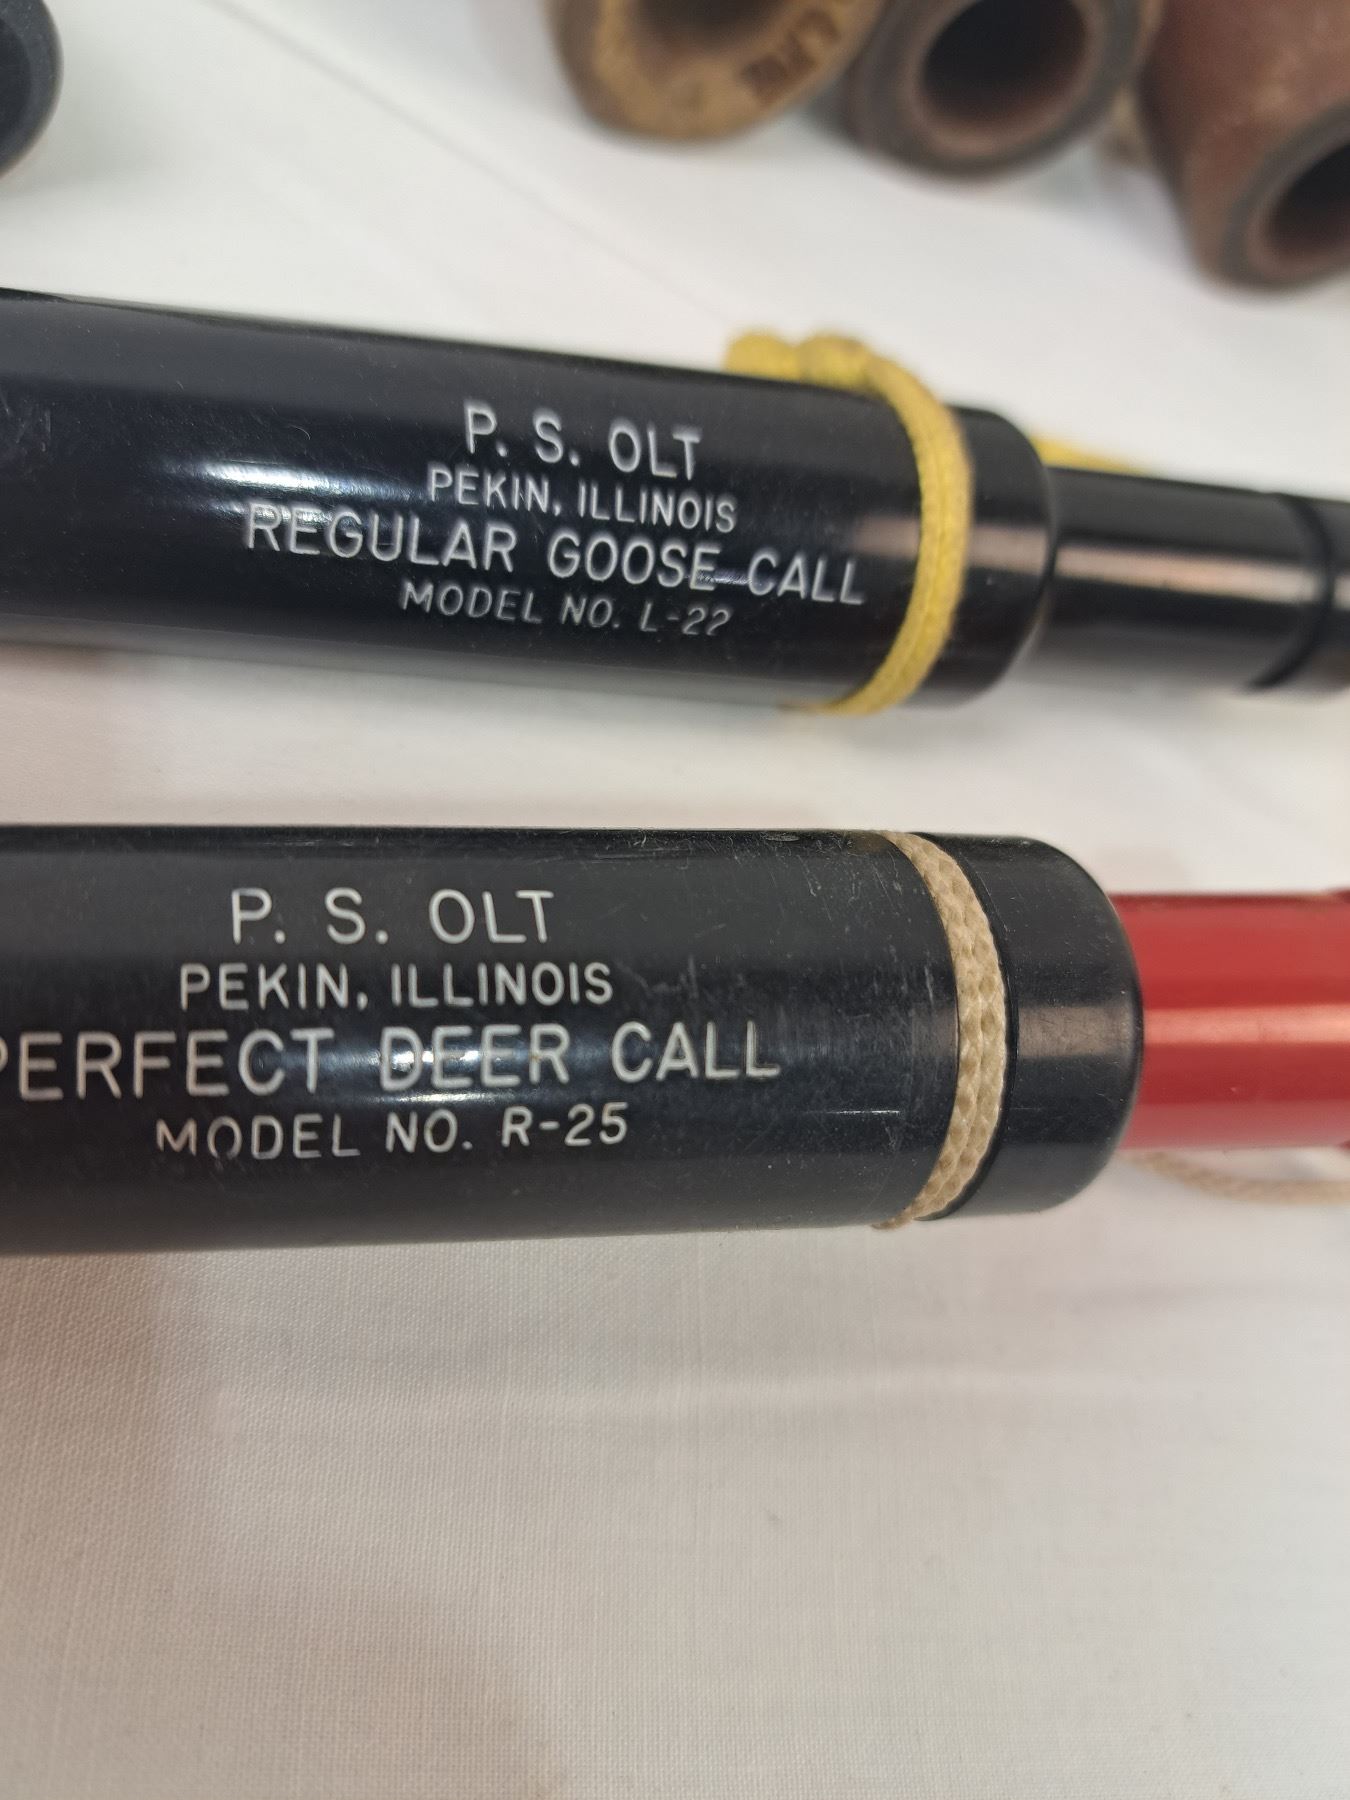 P. S. OLT
PEKIN, ILLINOIS
REGULAR GOOSE CALL
MODEL NO. L-22
P. S. OLT
PEKIN, ILLINOIS
PERFECT DEER CALL
MODEL NO. R-25